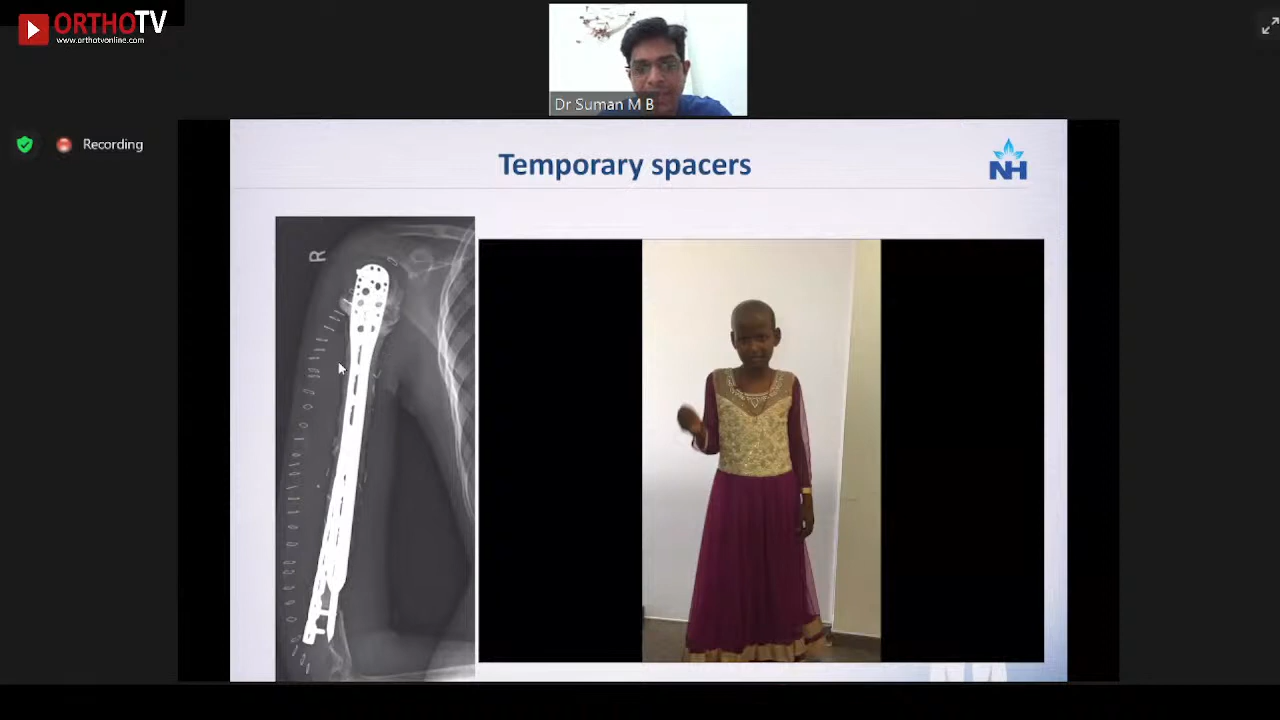 ORTHOTV
www.orthotvonline.com
Dr Suman M B
Recording
Temporary spacers
NH
R